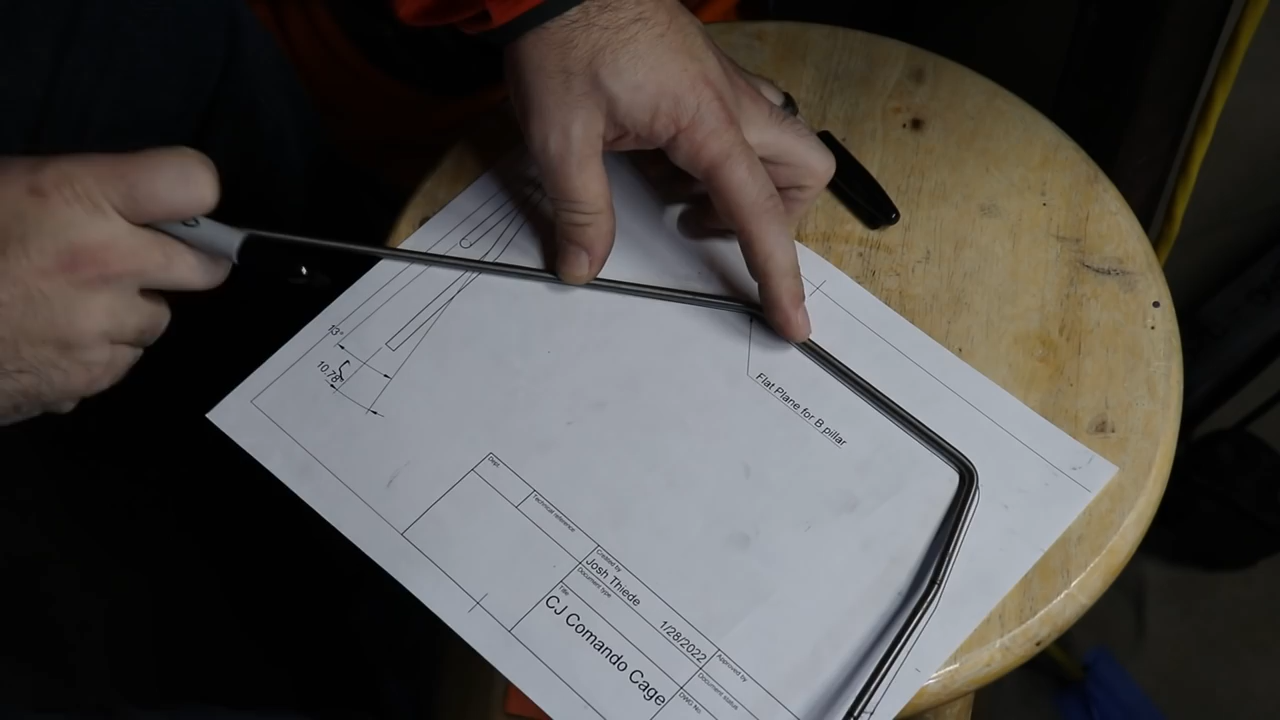 13°
10.78°
Flat Plane for B pillar
Dept.
Technical reference
Created by
Josh Thiede
1/28/2022
Approved by
Document type
Document status
Title
CJ Comando Cage
DWG No.